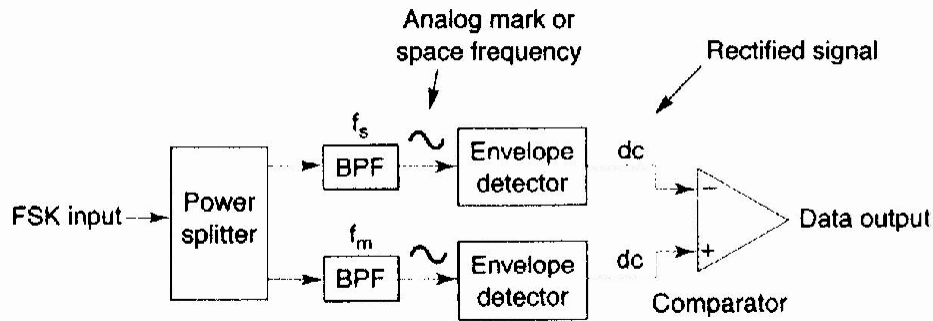 Analog mark or
space frequency
Rectified signal
f_s
BPF
Envelope
detector
dc
−
FSK input
Power
splitter
Data output
f_m
BPF
Envelope
detector
dc
+
Comparator